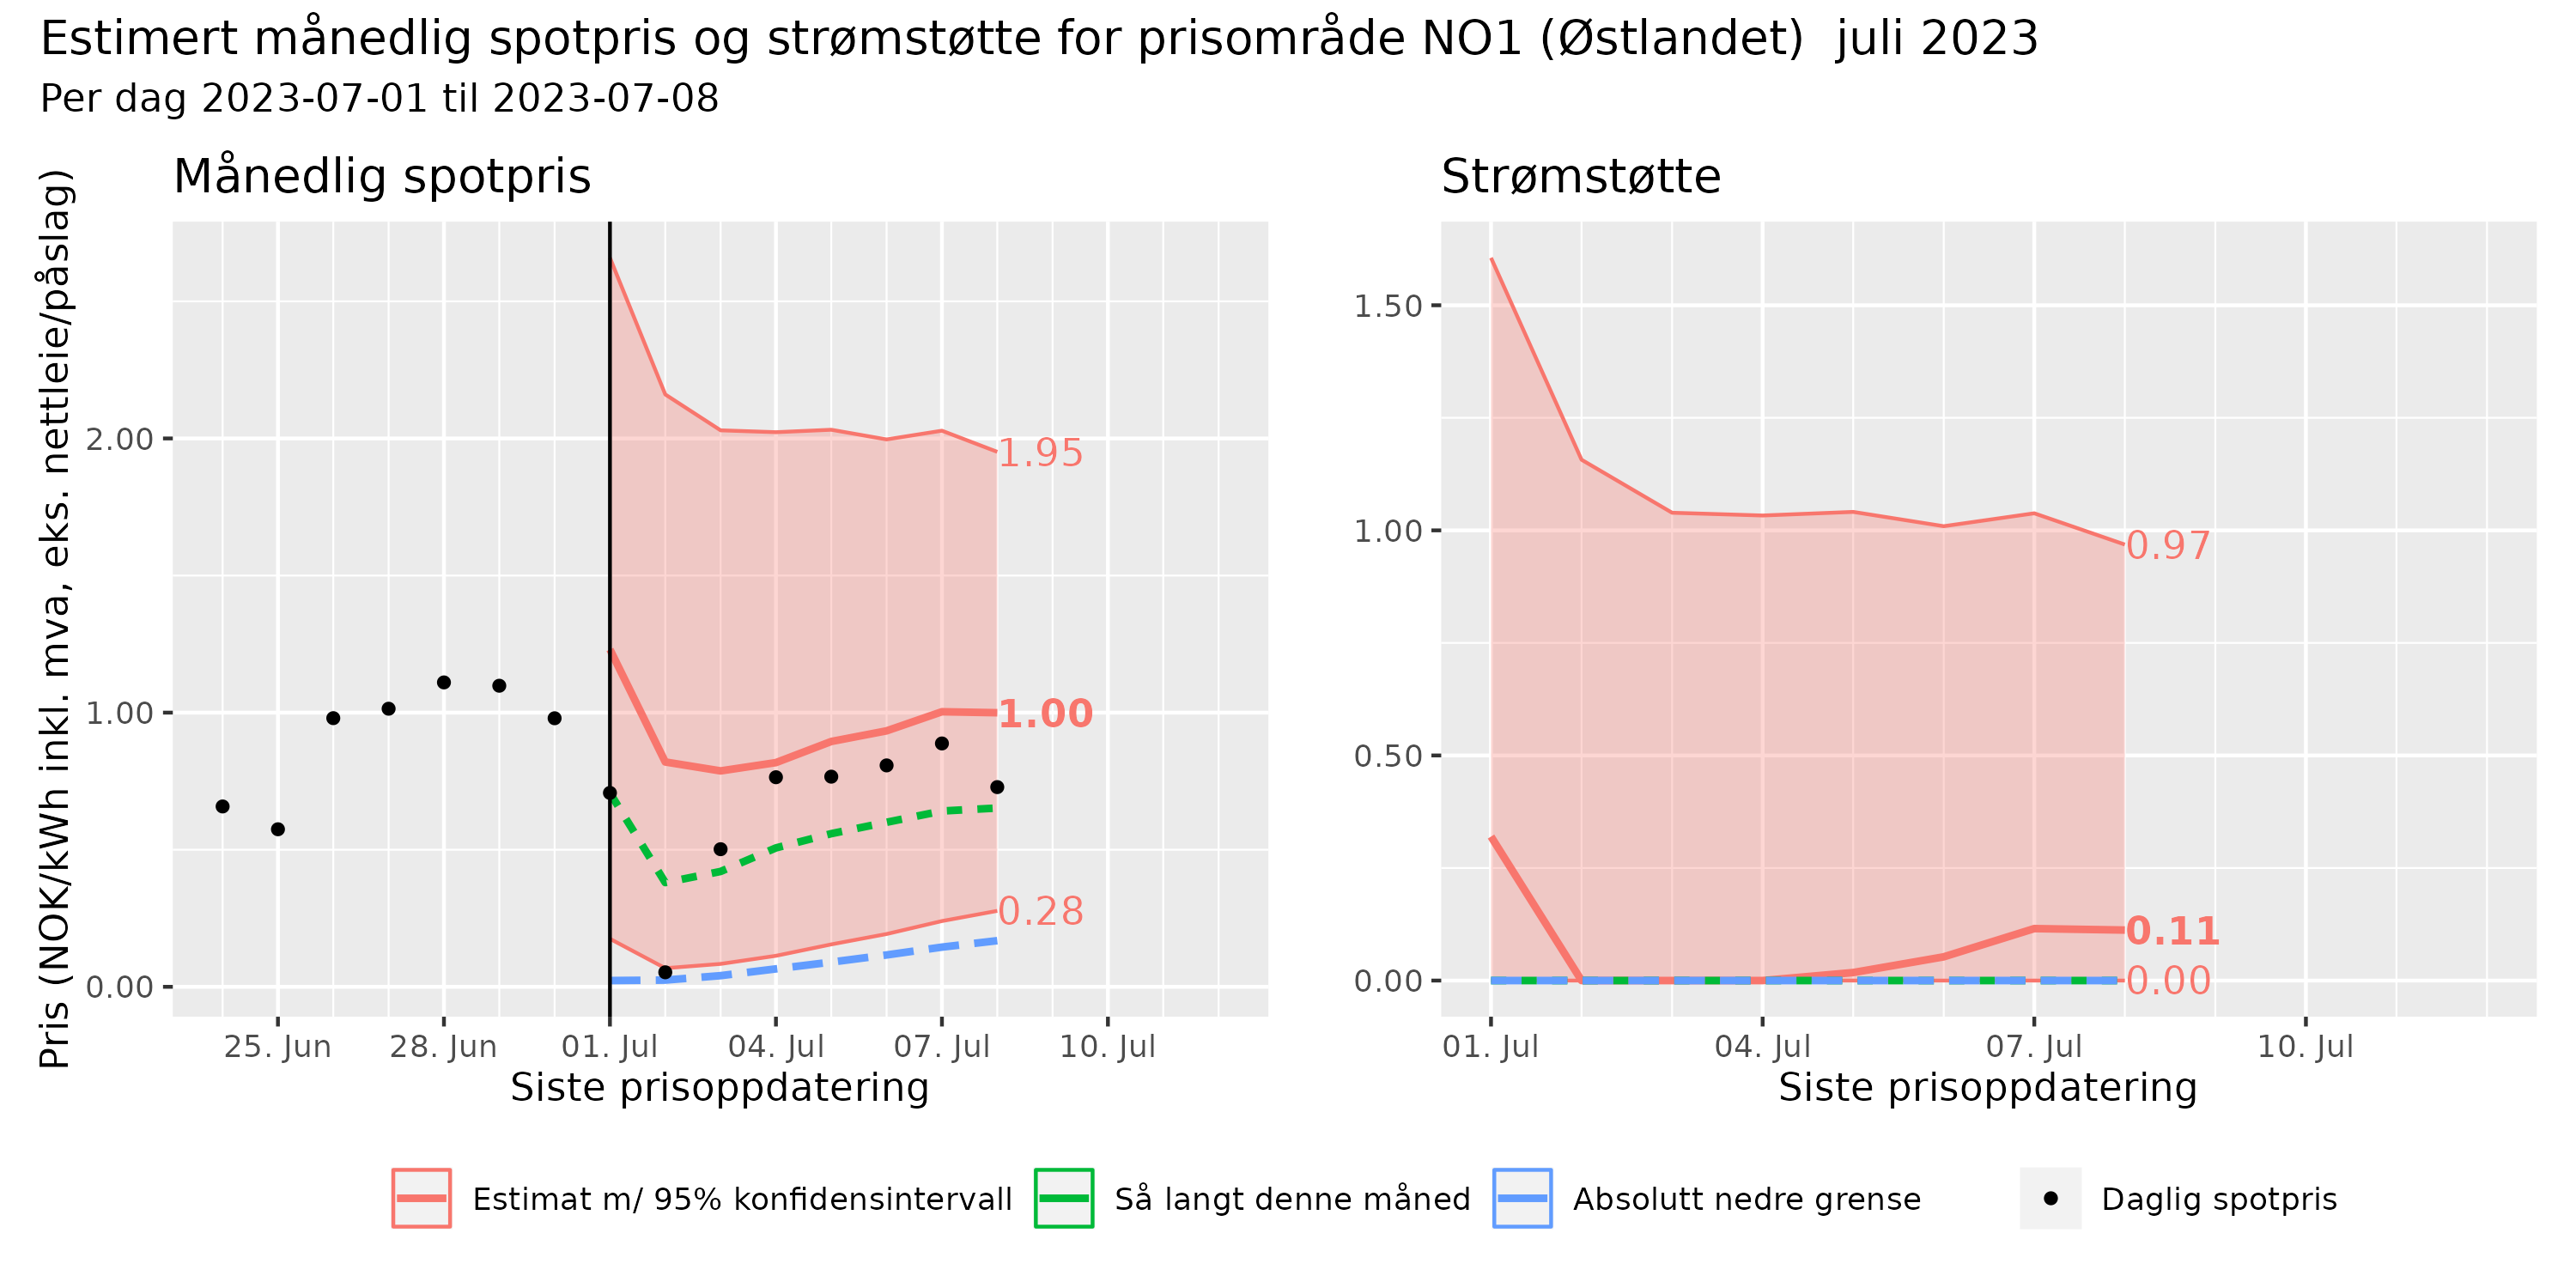 Estimert månedlig spotpris og strømstøtte for prisområde NO1 (Østlandet)  juli 2023
Per dag 2023-07-01 til 2023-07-08
Månedlig spotpris
Pris (NOK/kWh inkl. mva, eks. nettleie/påslag)
2.00
1.00
0.00
1.95
1.00
0.28
25. Jun 28. Jun 01. Jul 04. Jul 07. Jul 10. Jul
Siste prisoppdatering
Strømstøtte
1.50
1.00
0.50
0.00
0.97
0.11
0.00
01. Jul 04. Jul 07. Jul 10. Jul
Siste prisoppdatering
Estimat m/ 95% konfidensintervall Så langt denne måned Absolutt nedre grense Daglig spotpris